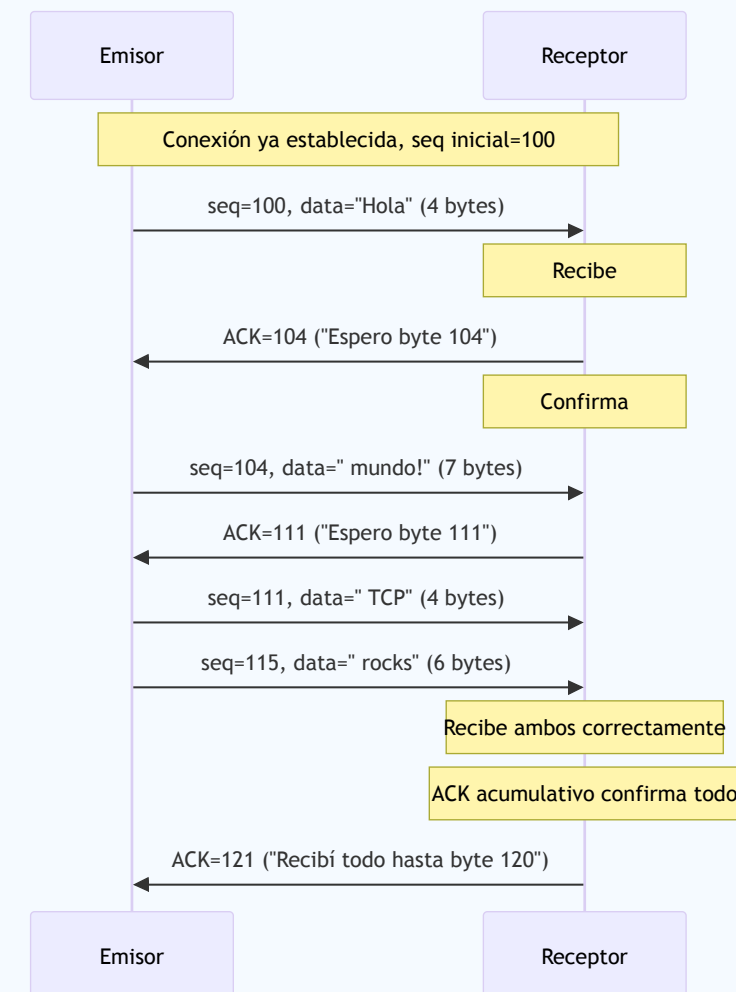 Emisor
Receptor
Conexión ya establecida, seq inicial=100
seq=100, data="Hola" (4 bytes)
Recibe
ACK=104 ("Espero byte 104")
Confirma
seq=104, data=" mundo!" (7 bytes)
ACK=111 ("Espero byte 111")
seq=111, data=" TCP" (4 bytes)
seq=115, data=" rocks" (6 bytes)
Recibe ambos correctamente
ACK acumulativo confirma todo
ACK=121 ("Recibí todo hasta byte 120")
Emisor
Receptor